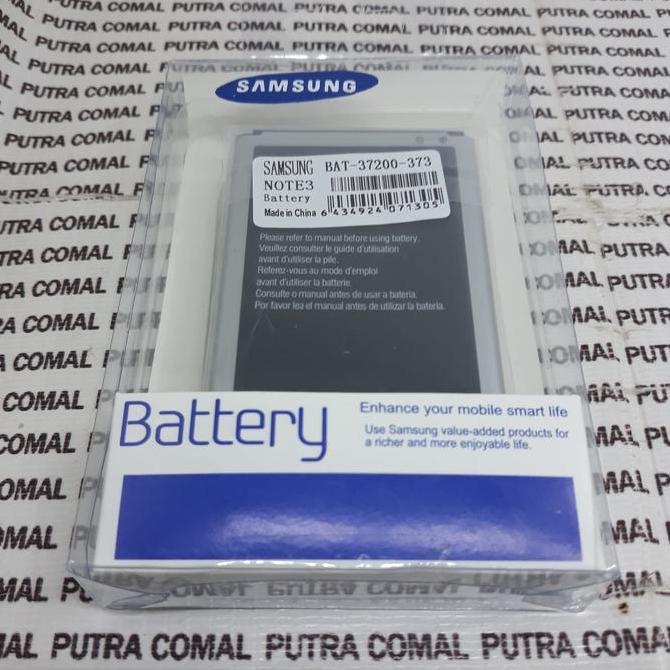 PUTRA COMAL PUTRA COMAL PUTRA COMAL
SAMSUNG
SAMSUNG BAT-37200-373
NOTE3
Battery
Made in China 6 434924 071305
Please refer to manual before using battery.
Veuillez consulter le guide d'utilisation
avant d'utiliser la pile.
Referez-vous au mode d'emploi
avant d'utiliser la batterie.
Consulte o manual antes de usar a bateria.
Por favor lea el manual antes de utilizar la batería.
Battery
Enhance your mobile smart life
Use Samsung value-added products for
a richer and more enjoyable life.
PUTRA COMAL PUTRA COMAL PUTRA COMAL PUTRA